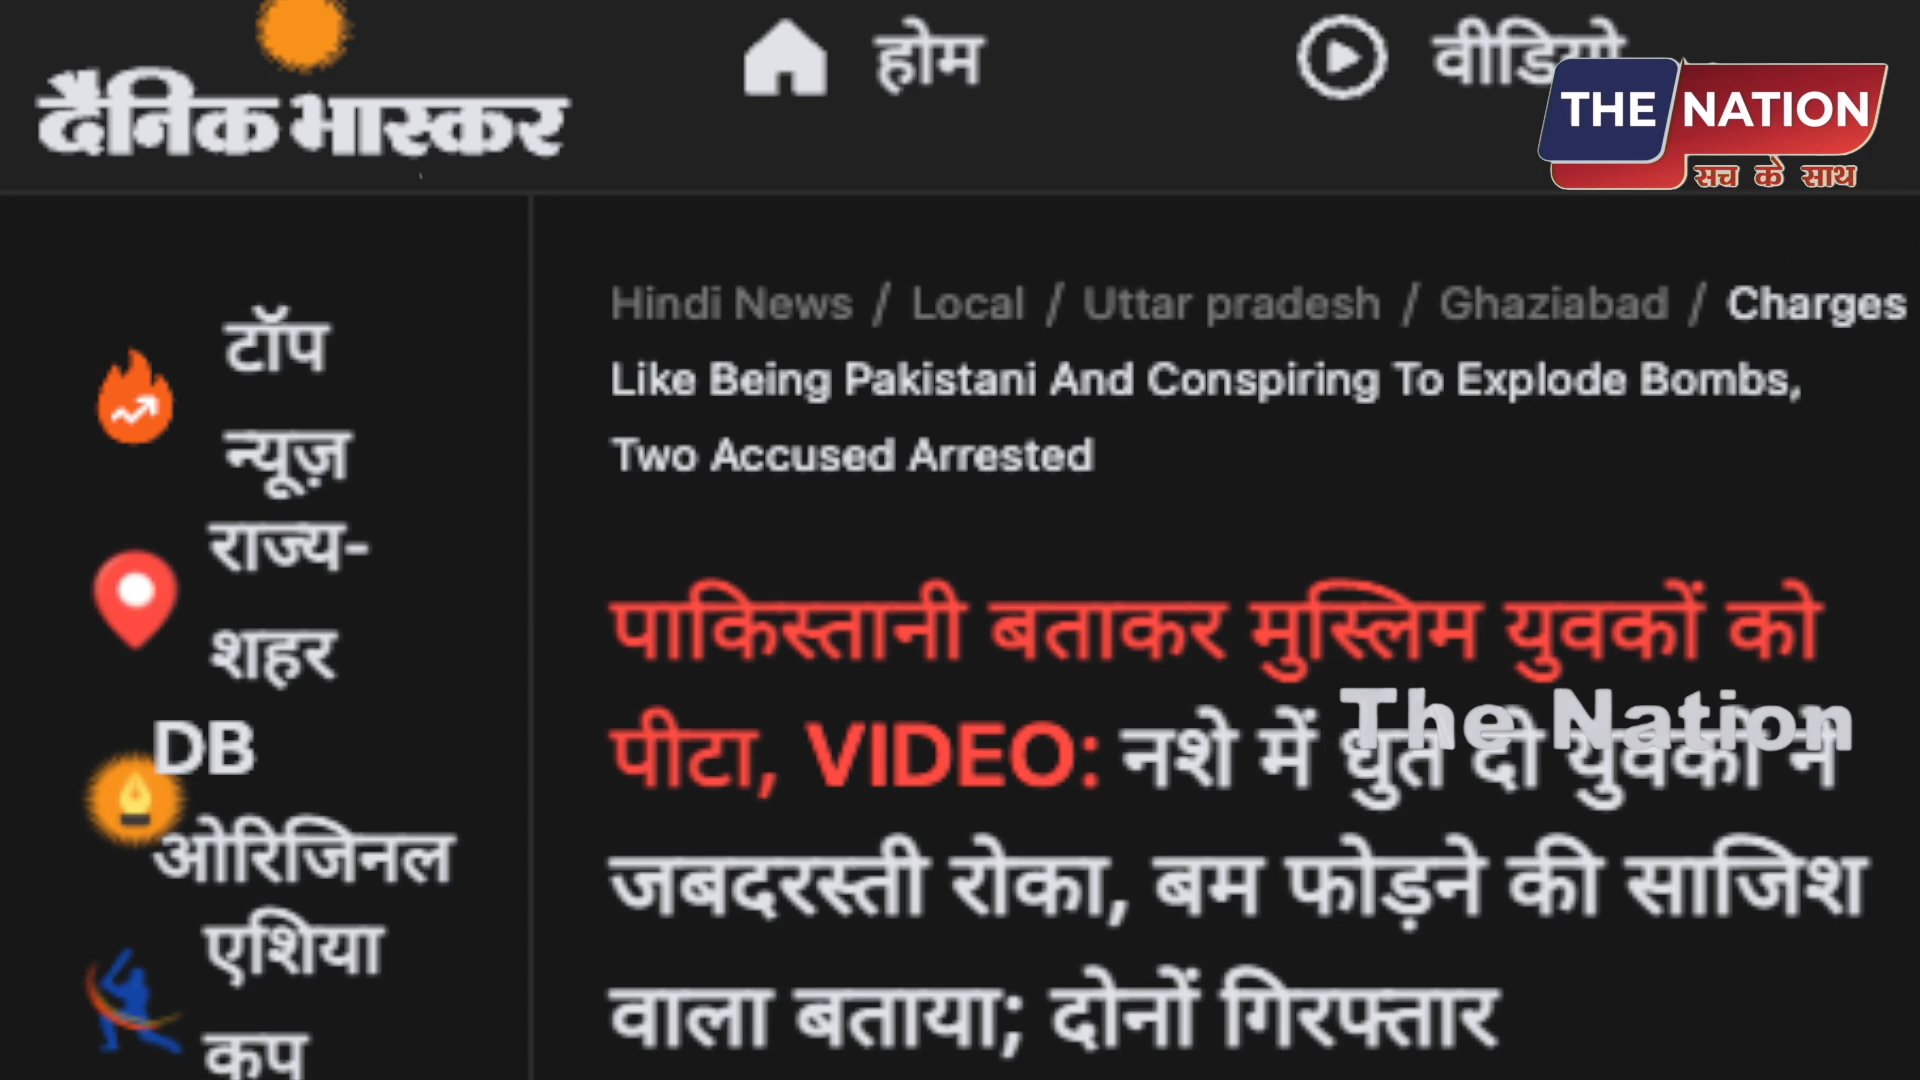 दैनिक भास्कर
होम
वीडियो
THE NATION
सच के साथ
टॉप
न्यूज़
राज्य-
शहर
DB
ओरिजिनल
एशिया
कप
Hindi News / Local / Uttar pradesh / Ghaziabad / Charges
Like Being Pakistani And Conspiring To Explode Bombs,
Two Accused Arrested
पाकिस्तानी बताकर मुस्लिम युवकों को
पीटा, VIDEO: नशे में धुत दो युवकों ने
The Nation
जबदरस्ती रोका, बम फोड़ने की साजिश
वाला बताया; दोनों गिरफ्तार